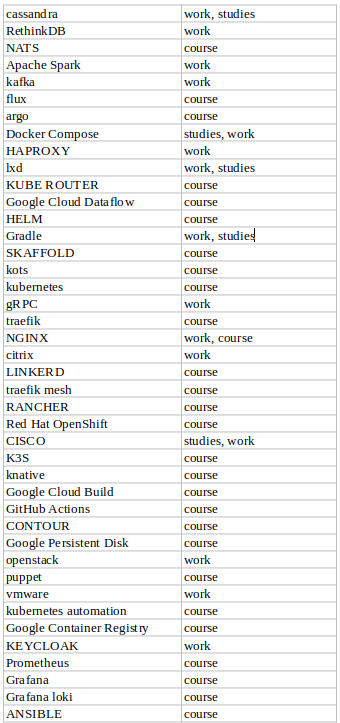 cassandra work, studies
RethinkDB work
NATS course
Apache Spark work
kafka work
flux course
argo course
Docker Compose studies, work
HAPROXY work
lxd work, studies
KUBE ROUTER course
Google Cloud Dataflow course
HELM course
Gradle work, studies
SKAFFOLD course
kots course
kubernetes course
gRPC work
traefik course
NGINX work, course
citrix work
LINKERD course
traefik mesh course
RANCHER course
Red Hat OpenShift course
CISCO studies, work
K3S course
knative course
Google Cloud Build course
GitHub Actions course
CONTOUR course
Google Persistent Disk course
openstack work
puppet course
vmware work
kubernetes automation course
Google Container Registry course
KEYCLOAK work
Prometheus course
Grafana course
Grafana loki course
ANSIBLE course